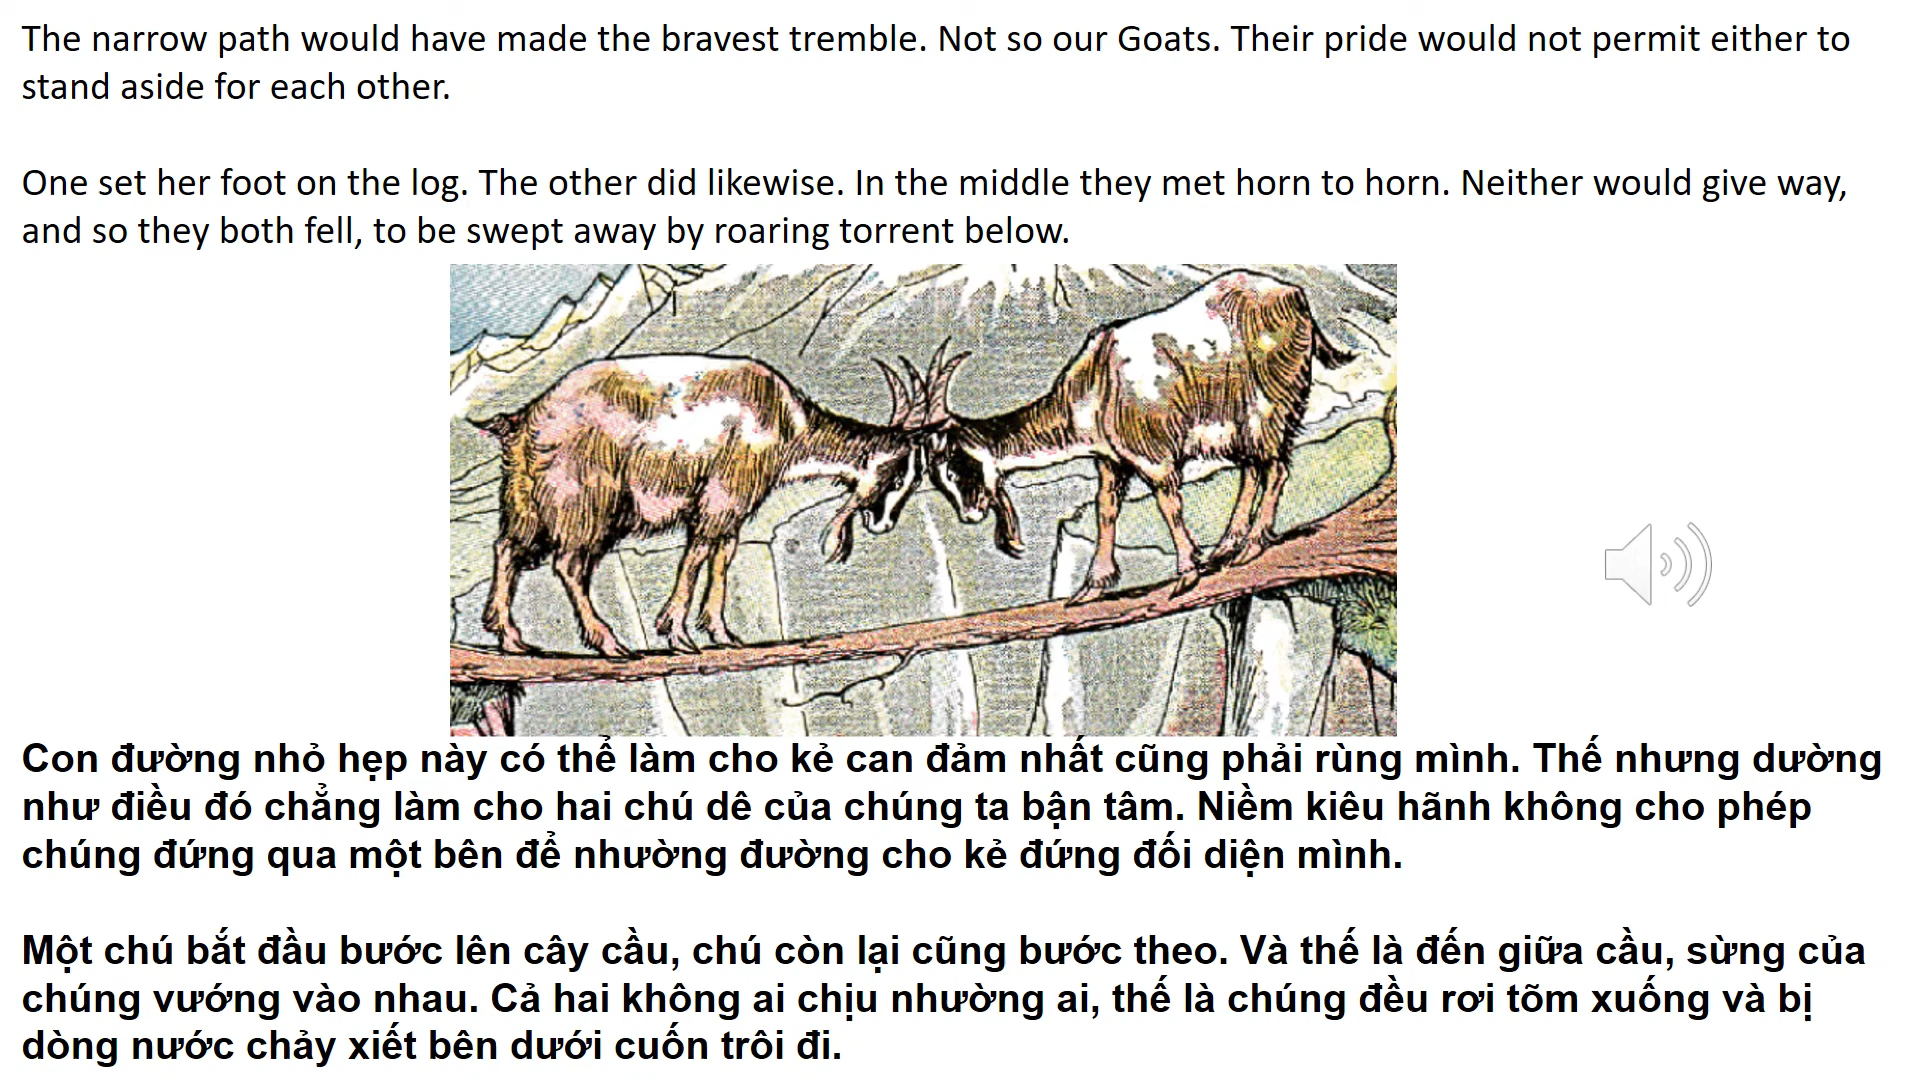 The narrow path would have made the bravest tremble. Not so our Goats. Their pride would not permit either to
stand aside for each other.
One set her foot on the log. The other did likewise. In the middle they met horn to horn. Neither would give way,
and so they both fell, to be swept away by roaring torrent below.
Con đường nhỏ hẹp này có thể làm cho kẻ can đảm nhất cũng phải rùng mình. Thế nhưng dường
như điều đó chẳng làm cho hai chú dê của chúng ta bận tâm. Niềm kiêu hãnh không cho phép
chúng đứng qua một bên để nhường đường cho kẻ đứng đối diện mình.
Một chú bắt đầu bước lên cây cầu, chú còn lại cũng bước theo. Và thế là đến giữa cầu, sừng của
chúng vướng vào nhau. Cả hai không ai chịu nhường ai, thế là chúng đều rơi tõm xuống và bị
dòng nước chảy xiết bên dưới cuốn trôi đi.